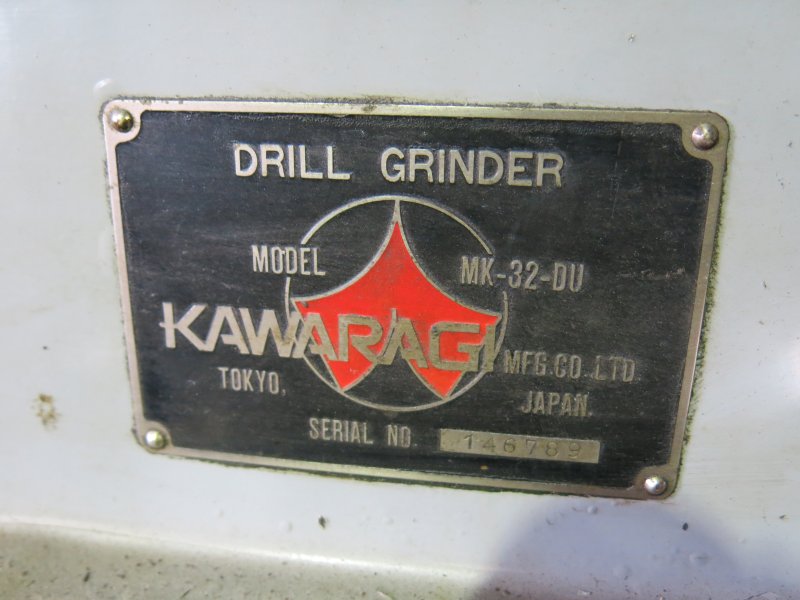 DRILL GRINDER
MODEL MK-32-DU
KAWARAGI MFG.CO.LTD
TOKYO, JAPAN.
SERIAL NO. 146789